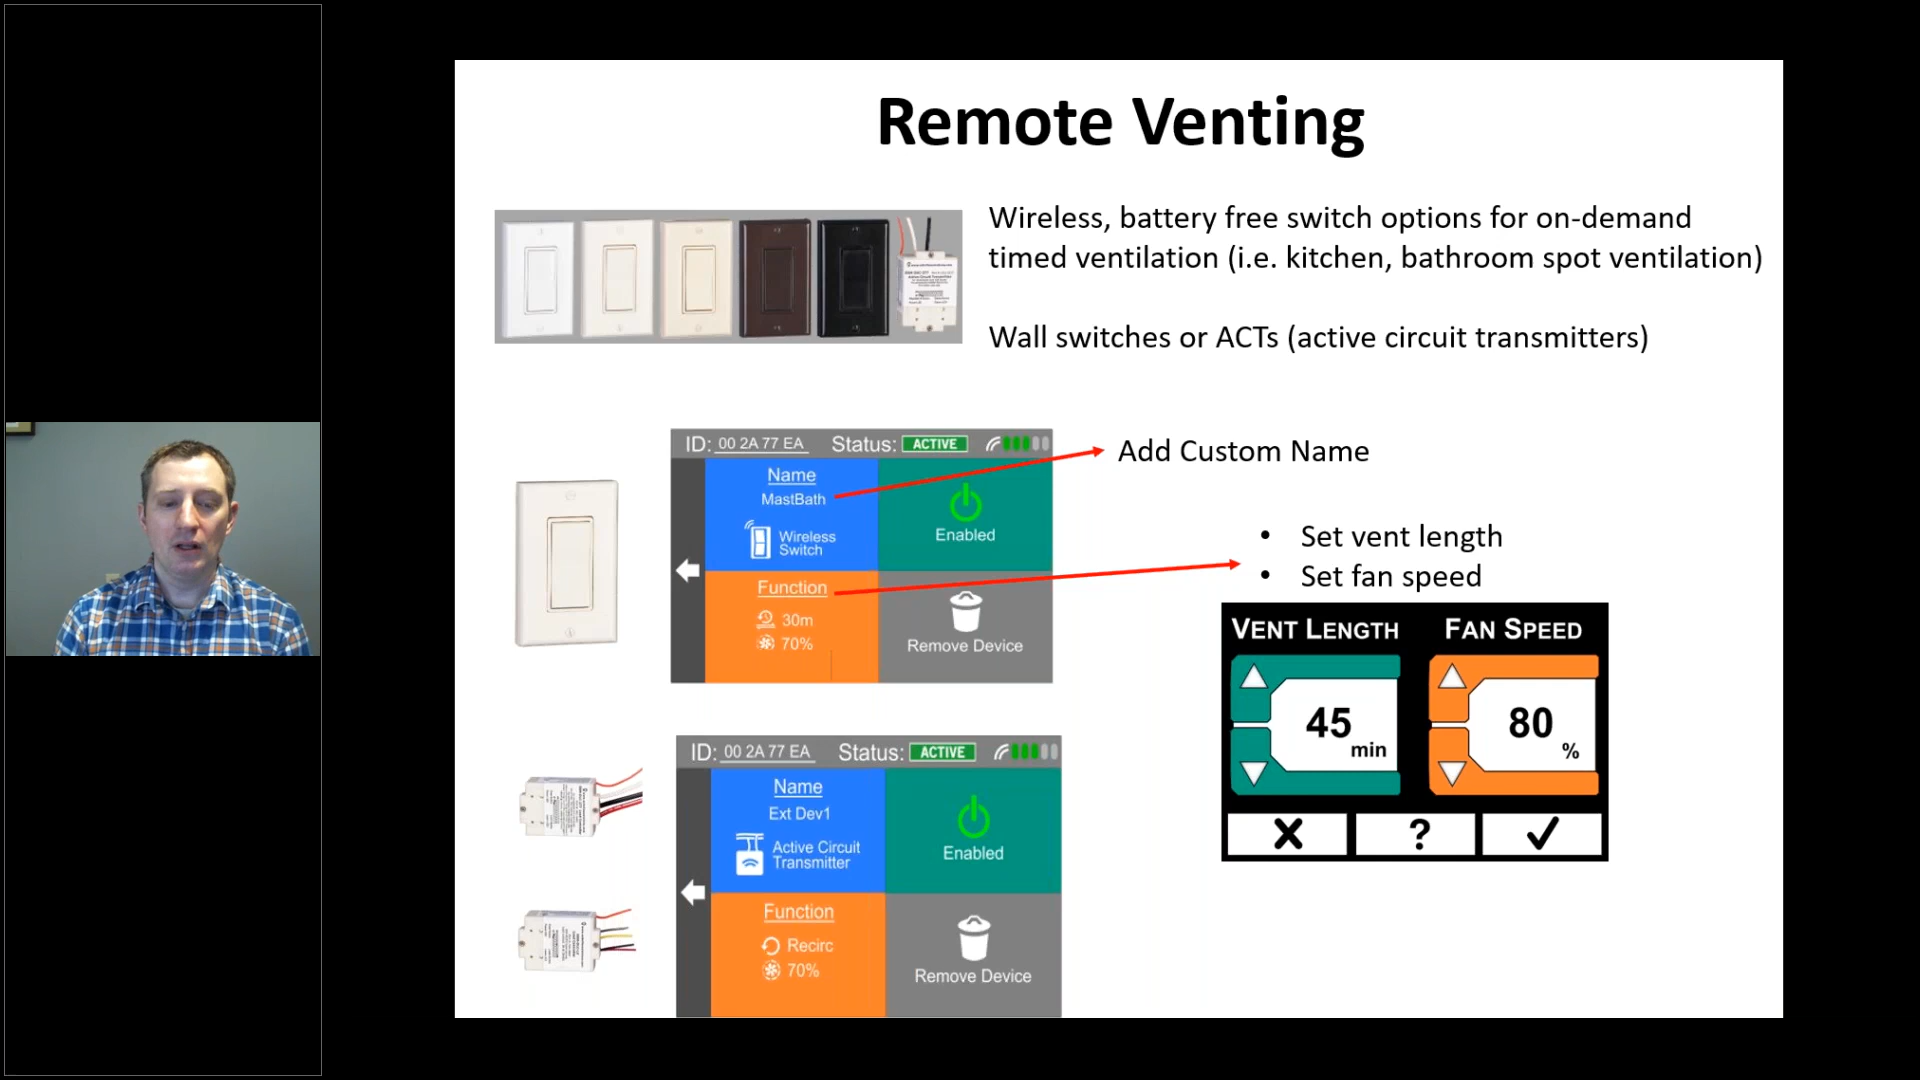 Remote Venting
Wireless, battery free switch options for on-demand
timed ventilation (i.e. kitchen, bathroom spot ventilation)
Wall switches or ACTs (active circuit transmitters)
ID: 00 2A 77 EA Status: ACTIVE
Name
MastBath
Wireless
Switch
Enabled
Function
30m
70%
Remove Device
Add Custom Name
• Set vent length
• Set fan speed
VENT LENGTH FAN SPEED
45 min
80 %
X ? ✓
ID: 00 2A 77 EA Status: ACTIVE
Name
Ext Dev1
Active Circuit
Transmitter
Enabled
Function
Recirc
70%
Remove Device